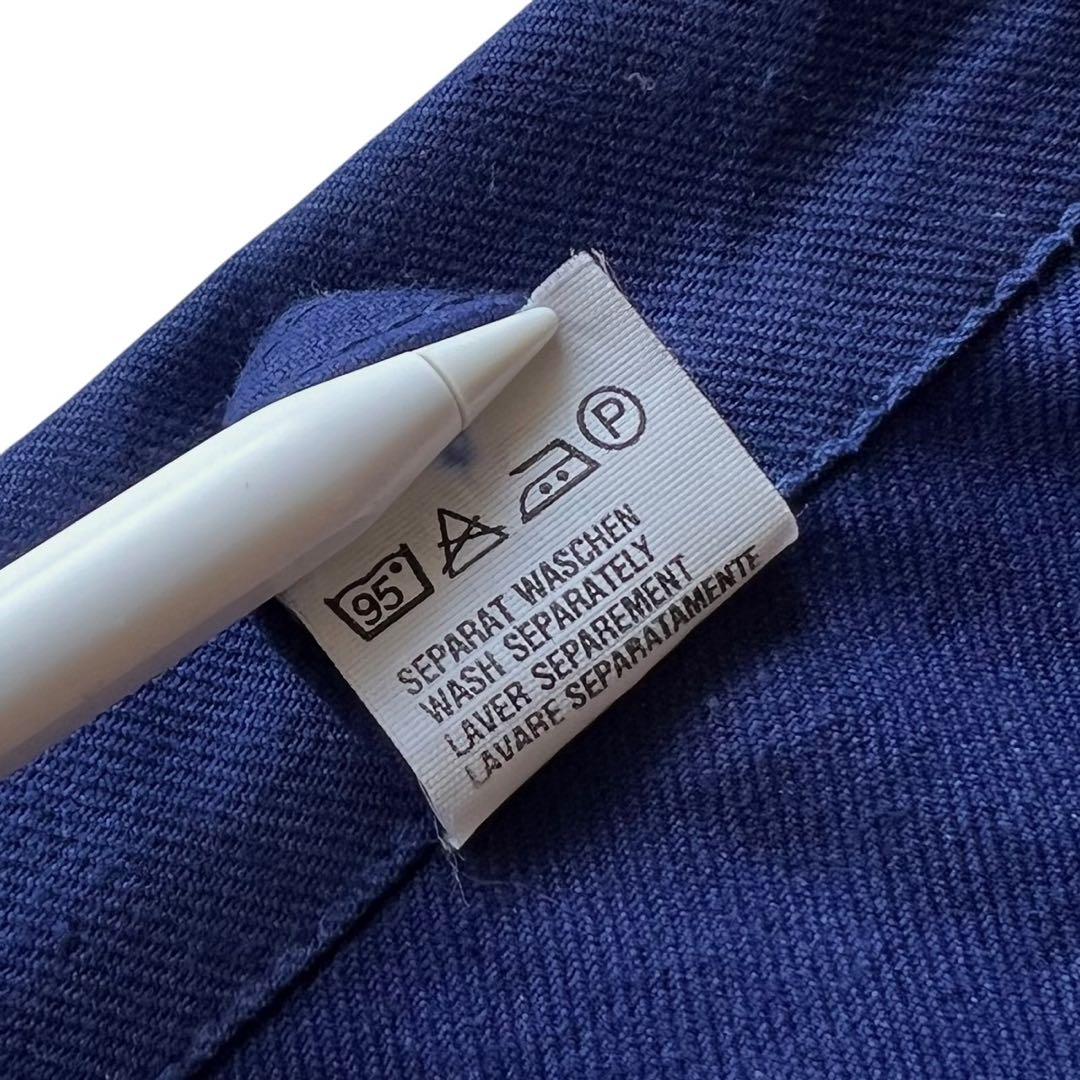 95° P
SEPARAT WASCHEN
WASH SEPARATELY
LAVER SEPAREMENT
LAVARE SEPARATAMENTE